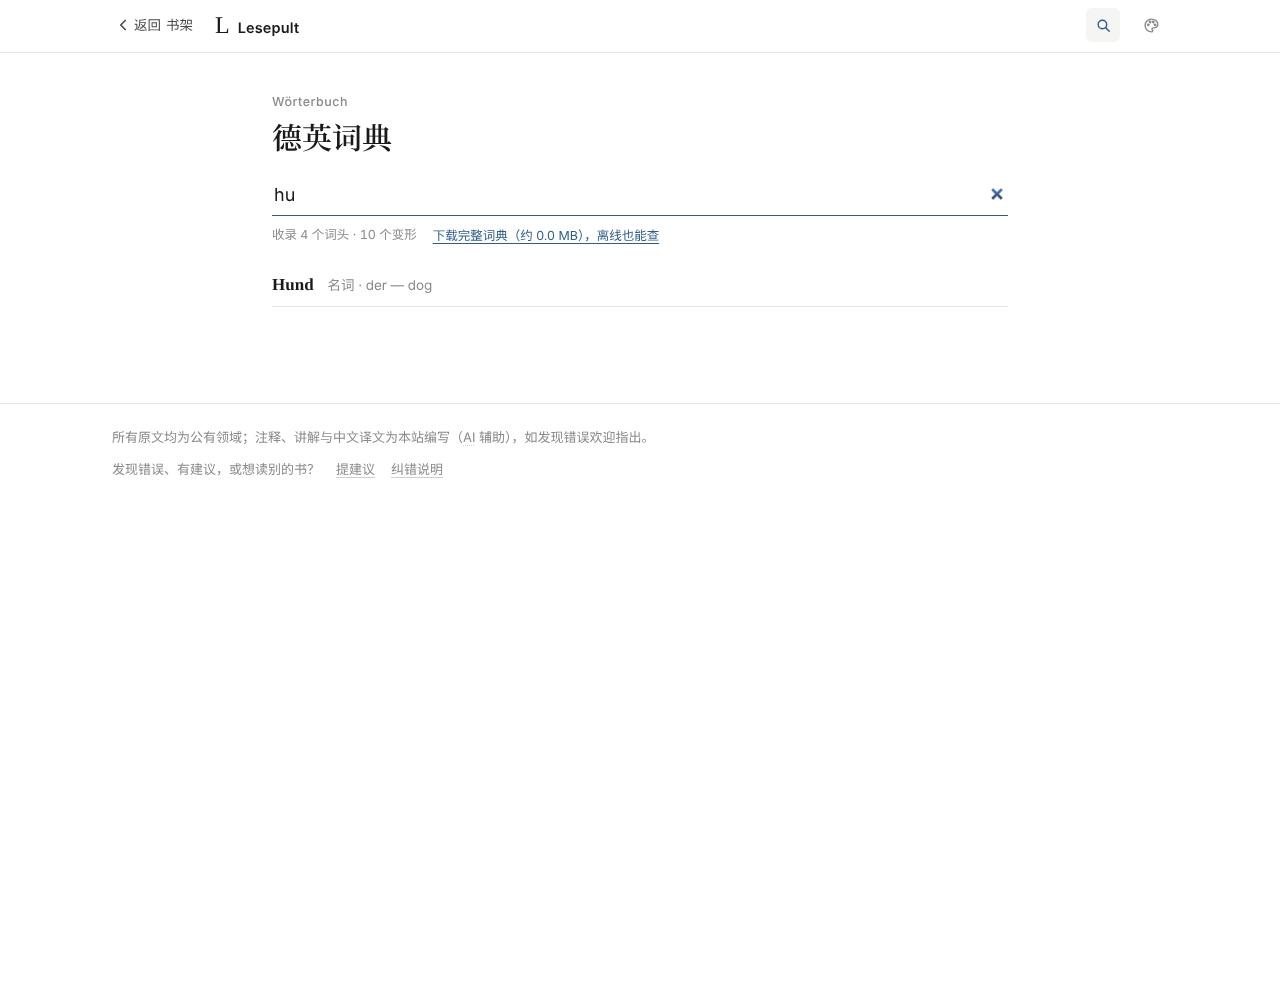 返回 书架 L Lesepult
Wörterbuch
德英词典
hu
收录 4 个词头 · 10 个变形 下载完整词典（约 0.0 MB），离线也能查
Hund 名词 · der — dog
所有原文均为公有领域；注释、讲解与中文译文为本站编写（AI 辅助），如发现错误欢迎指出。
发现错误、有建议，或想读别的书？ 提建议 纠错说明